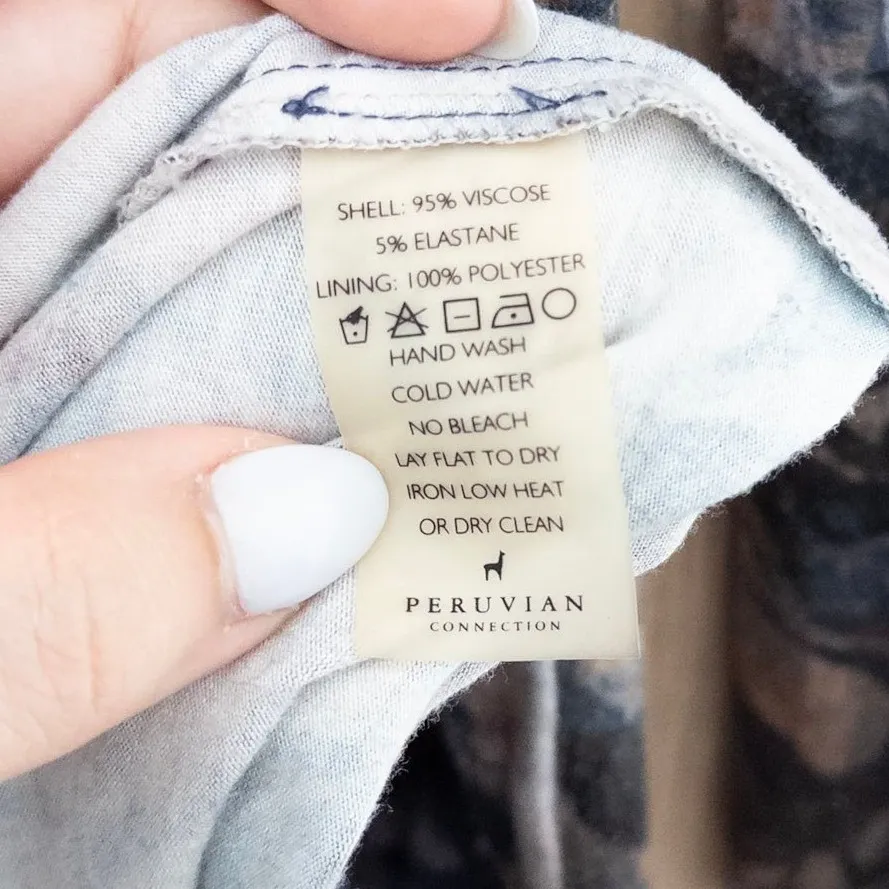 SHELL: 95% VISCOSE
5% ELASTANE
LINING: 100% POLYESTER
HAND WASH
COLD WATER
NO BLEACH
LAY FLAT TO DRY
IRON LOW HEAT
OR DRY CLEAN
PERUVIAN
CONNECTION